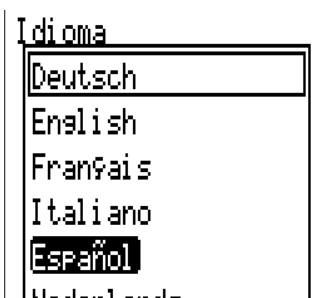 Idioma
Deutsch
English
Français
Italiano
Español